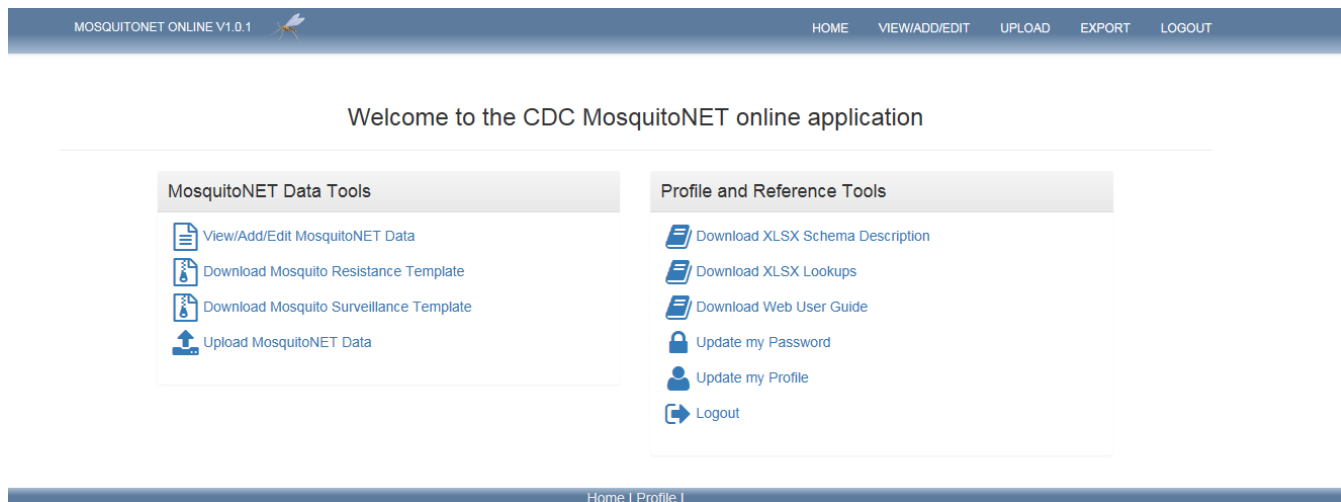 MOSQUITONET ONLINE V1.0.1
HOME VIEW/ADD/EDIT UPLOAD EXPORT LOGOUT
Welcome to the CDC MosquitoNET online application
MosquitoNET Data Tools
View/Add/Edit MosquitoNET Data
Download Mosquito Resistance Template
Download Mosquito Surveillance Template
Upload MosquitoNET Data
Profile and Reference Tools
Download XLSX Schema Description
Download XLSX Lookups
Download Web User Guide
Update my Password
Update my Profile
Logout
Home | Profile |